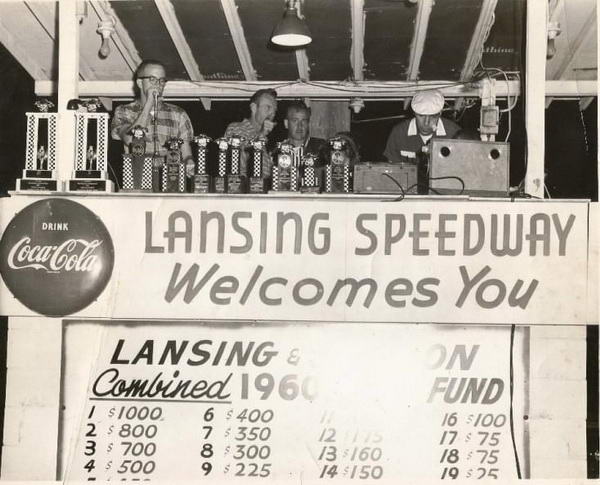 DRINK
Coca-Cola
LANSING SPEEDWAY
Welcomes You
LANSING & ON
Combined 1960 FUND
1 $1000 6 $400 11 16 $100
2 $800 7 $350 12 $175 17 $75
3 $700 8 $300 13 $160 18 $75
4 $500 9 $225 14 $150 19 $25